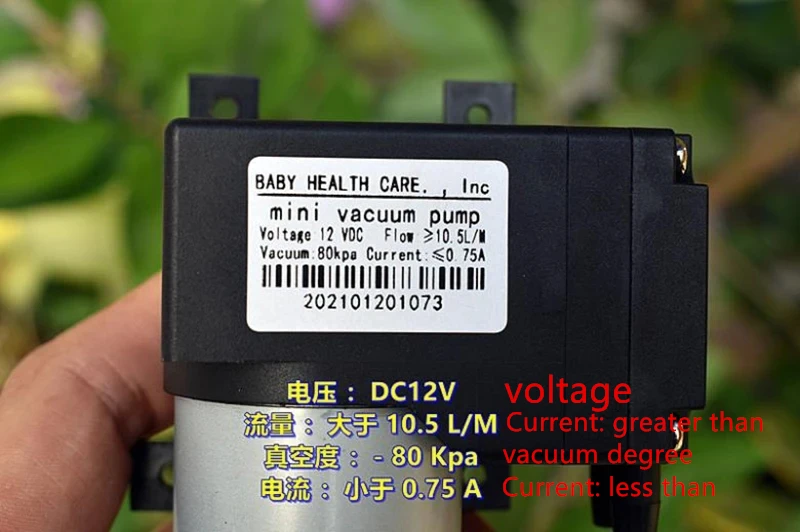 BABY HEALTH CARE. , Inc
mini vacuum pump
Voltage 12 VDC Flow ≥10.5L/M
Vacuum:80kpa Current:≤0.75A
202101201073
电压： DC12V voltage
流量： 大于 10.5 L/M Current: greater than
真空度： - 80 Kpa vacuum degree
电流： 小于 0.75 A Current: less than